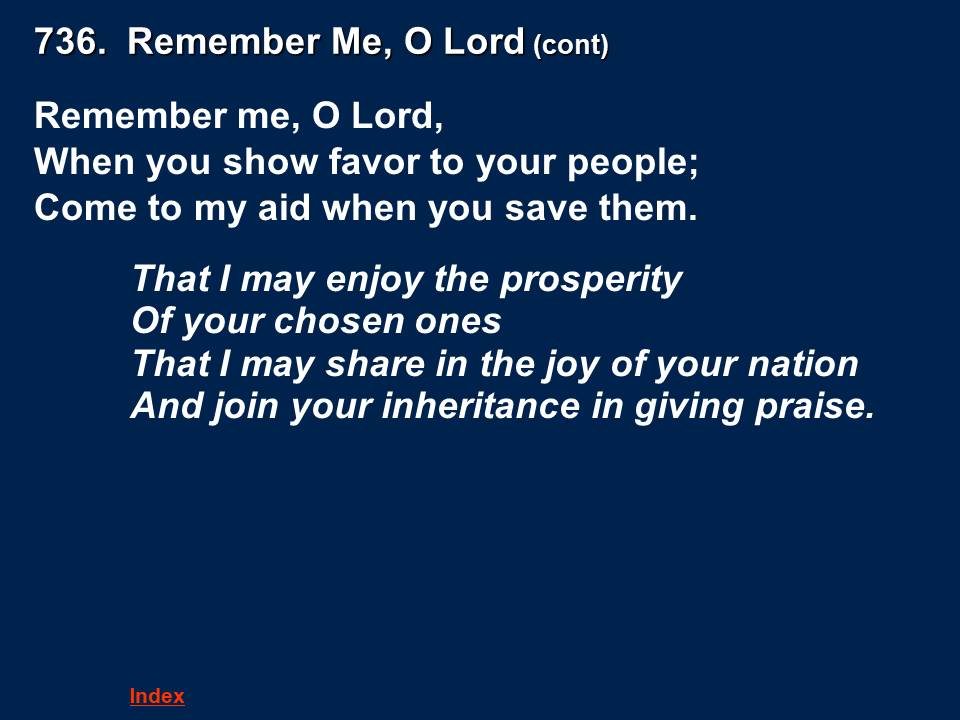 736. Remember Me, O Lord (cont)
Remember me, O Lord,
When you show favor to your people;
Come to my aid when you save them.
That I may enjoy the prosperity
Of your chosen ones
That I may share in the joy of your nation
And join your inheritance in giving praise.
Index